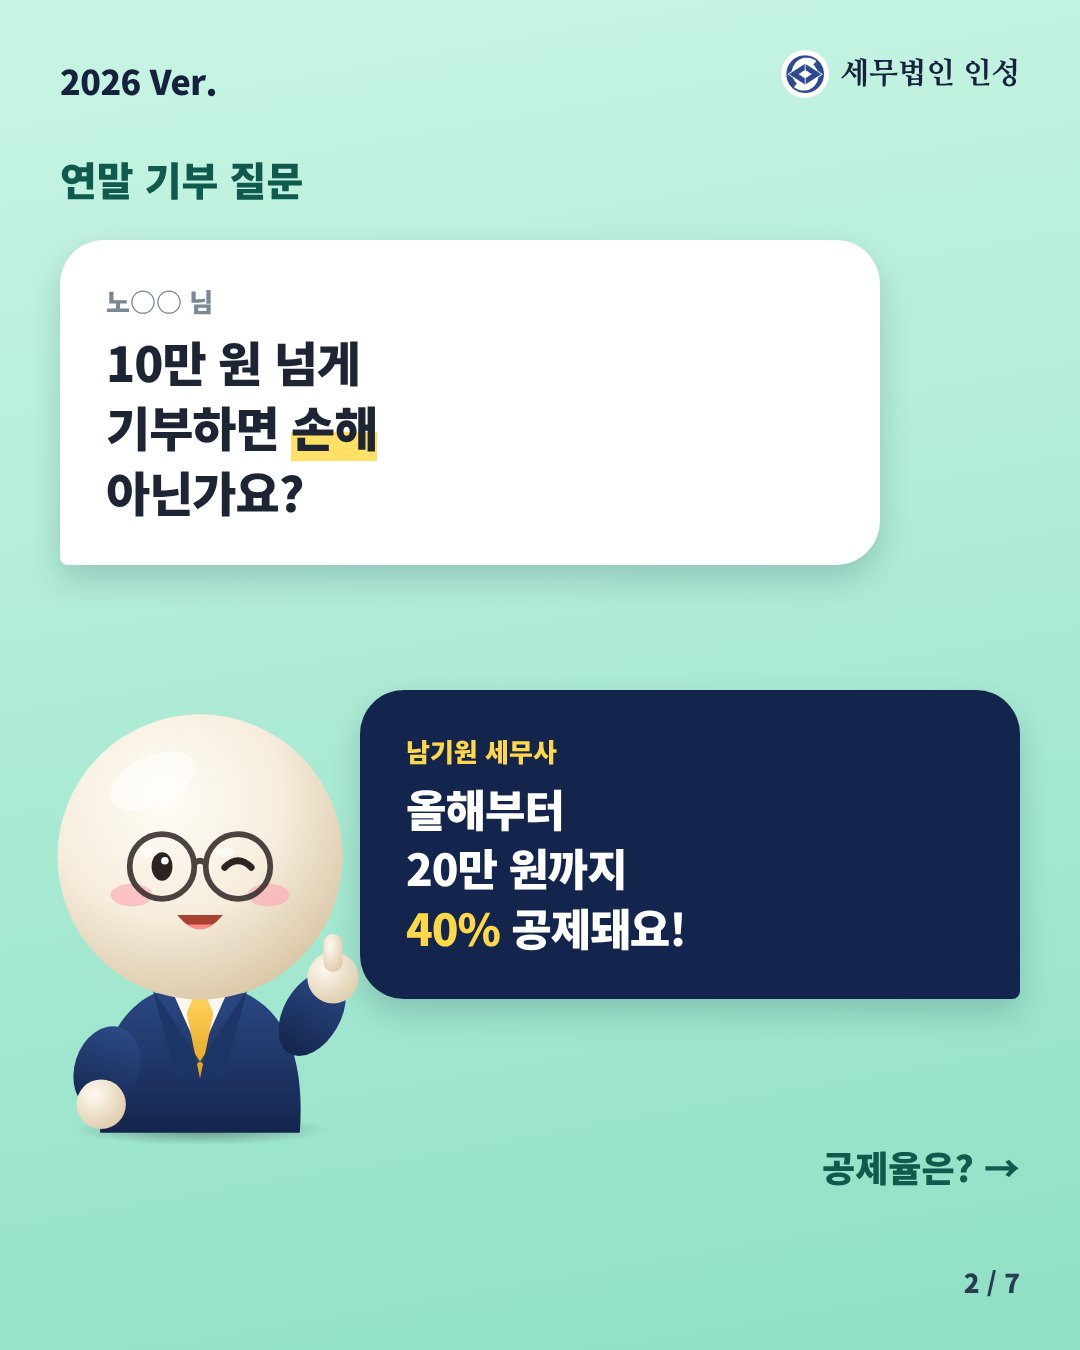 2026 Ver.
세무법인 인성
연말 기부 질문
노○○ 님
10만 원 넘게
기부하면 손해
아닌가요?
남기원 세무사
올해부터
20만 원까지
40% 공제돼요!
공제율은? →
2 / 7